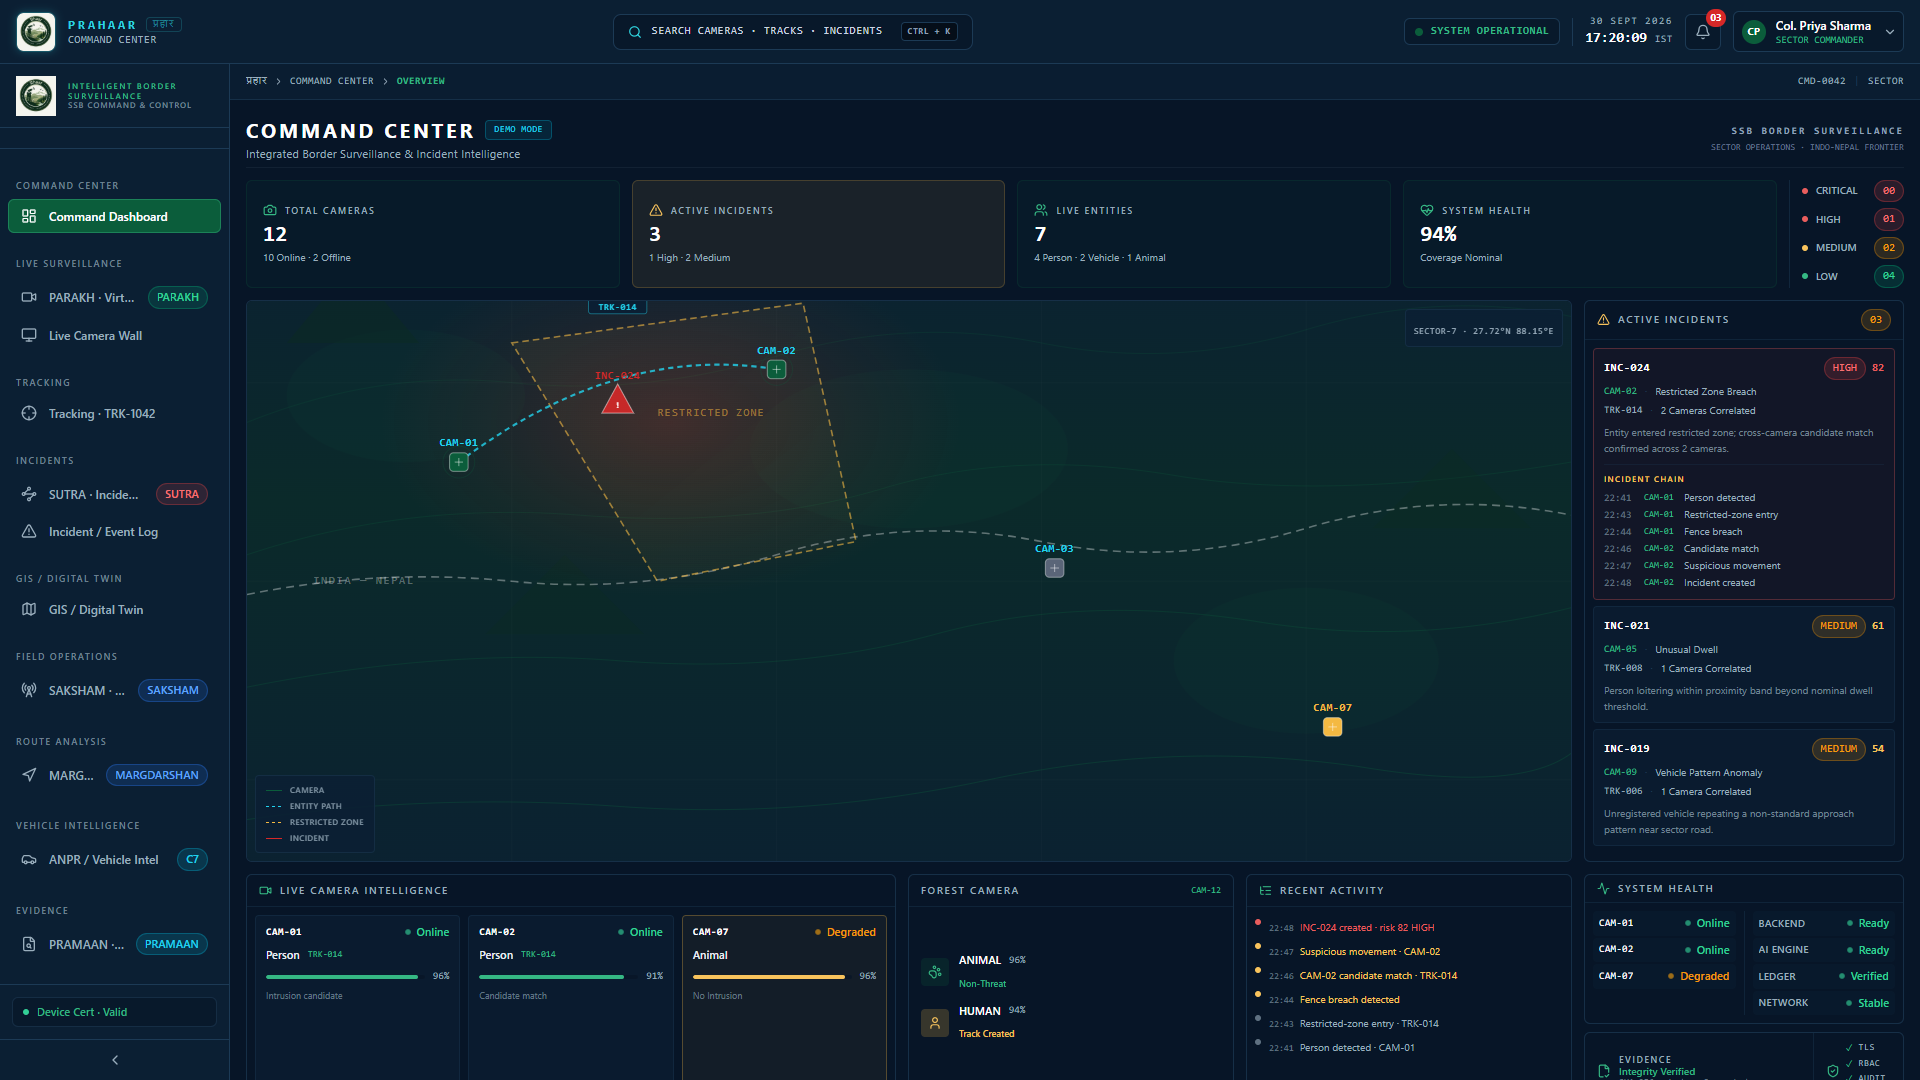 PRAHAAR प्रहार
COMMAND CENTER
SEARCH CAMERAS · TRACKS · INCIDENTS CTRL + K
SYSTEM OPERATIONAL
30 SEPT 2026
17:20:09 IST
03
CP
Col. Priya Sharma
SECTOR COMMANDER
INTELLIGENT BORDER
SURVEILLANCE
SSB COMMAND & CONTROL
प्रहार > COMMAND CENTER > OVERVIEW
CMD-0042 SECTOR
COMMAND CENTER DEMO MODE
Integrated Border Surveillance & Incident Intelligence
SSB BORDER SURVEILLANCE
SECTOR OPERATIONS · INDO-NEPAL FRONTIER
COMMAND CENTER
Command Dashboard
LIVE SURVEILLANCE
PARAKH · Virt... PARAKH
Live Camera Wall
TRACKING
Tracking · TRK-1042
INCIDENTS
SUTRA · Incide... SUTRA
Incident / Event Log
GIS / DIGITAL TWIN
GIS / Digital Twin
FIELD OPERATIONS
SAKSHAM · ... SAKSHAM
ROUTE ANALYSIS
MARG... MARGDARSHAN
VEHICLE INTELLIGENCE
ANPR / Vehicle Intel C7
EVIDENCE
PRAMAAN ·... PRAMAAN
Device Cert · Valid
TOTAL CAMERAS
12
10 Online · 2 Offline
ACTIVE INCIDENTS
3
1 High · 2 Medium
LIVE ENTITIES
7
4 Person · 2 Vehicle · 1 Animal
SYSTEM HEALTH
94%
Coverage Nominal
CRITICAL 00
HIGH 01
MEDIUM 02
LOW 04
TRK-014
SECTOR-7 · 27.72°N 88.15°E
CAM-02
INC-024
!
RESTRICTED ZONE
CAM-01
CAM-03
INDIA — NEPAL
CAM-07
CAMERA
ENTITY PATH
RESTRICTED ZONE
INCIDENT
ACTIVE INCIDENTS 03
INC-024 HIGH 82
CAM-02 Restricted Zone Breach
TRK-014 2 Cameras Correlated
Entity entered restricted zone; cross-camera candidate match
confirmed across 2 cameras.
INCIDENT CHAIN
22:41 CAM-01 Person detected
22:43 CAM-01 Restricted-zone entry
22:44 CAM-01 Fence breach
22:46 CAM-02 Candidate match
22:47 CAM-02 Suspicious movement
22:48 CAM-02 Incident created
INC-021 MEDIUM 61
CAM-05 Unusual Dwell
TRK-008 1 Camera Correlated
Person loitering within proximity band beyond nominal dwell
threshold.
INC-019 MEDIUM 54
CAM-09 Vehicle Pattern Anomaly
TRK-006 1 Camera Correlated
Unregistered vehicle repeating a non-standard approach
pattern near sector road.
LIVE CAMERA INTELLIGENCE
CAM-01 Online
Person TRK-014
96%
Intrusion candidate
CAM-02 Online
Person TRK-014
91%
Candidate match
CAM-07 Degraded
Animal
96%
No Intrusion
FOREST CAMERA CAM-12
ANIMAL 96%
Non-Threat
HUMAN 94%
Track Created
RECENT ACTIVITY
22:48 INC-024 created · risk 82 HIGH
22:47 Suspicious movement · CAM-02
22:46 CAM-02 candidate match · TRK-014
22:44 Fence breach detected
22:43 Restricted-zone entry · TRK-014
22:41 Person detected · CAM-01
SYSTEM HEALTH
CAM-01 Online
CAM-02 Online
CAM-07 Degraded
BACKEND Ready
AI ENGINE Ready
LEDGER Verified
NETWORK Stable
EVIDENCE
Integrity Verified
✓ TLS
✓ RBAC
✓ AUDIT